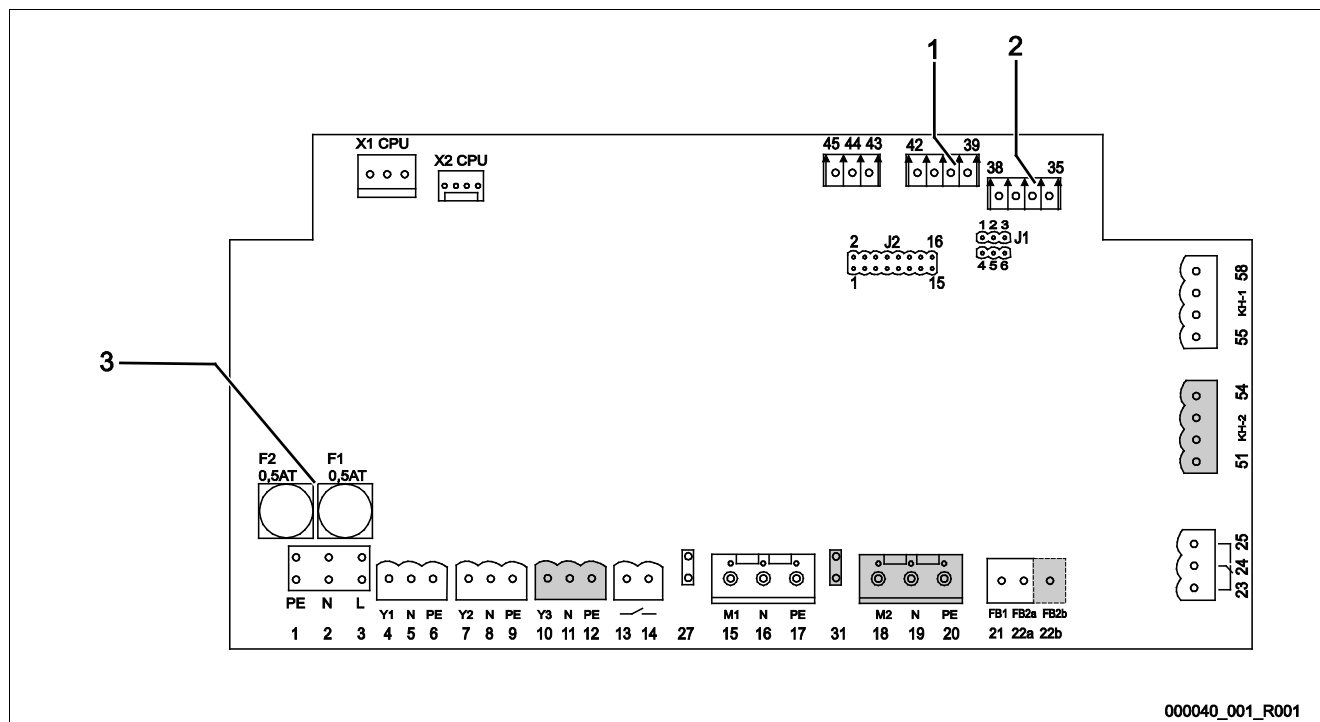 1 2
X1 CPU
45 44 43 42 39
X2 CPU
38 35
1 2 3
J1
2 J2 16
4 5 6
1 15
58
KH-1
55
3
54
KH-2
51
F2 F1
0,5AT 0,5AT
25
24
23
PE N L
Y1 N PE Y2 N PE Y3 N PE M1 N PE M2 N PE FB1 FB2a FB2b
1 2 3 4 5 6 7 8 9 10 11 12 13 14 27 15 16 17 31 18 19 20 21 22a 22b
000040_001_R001